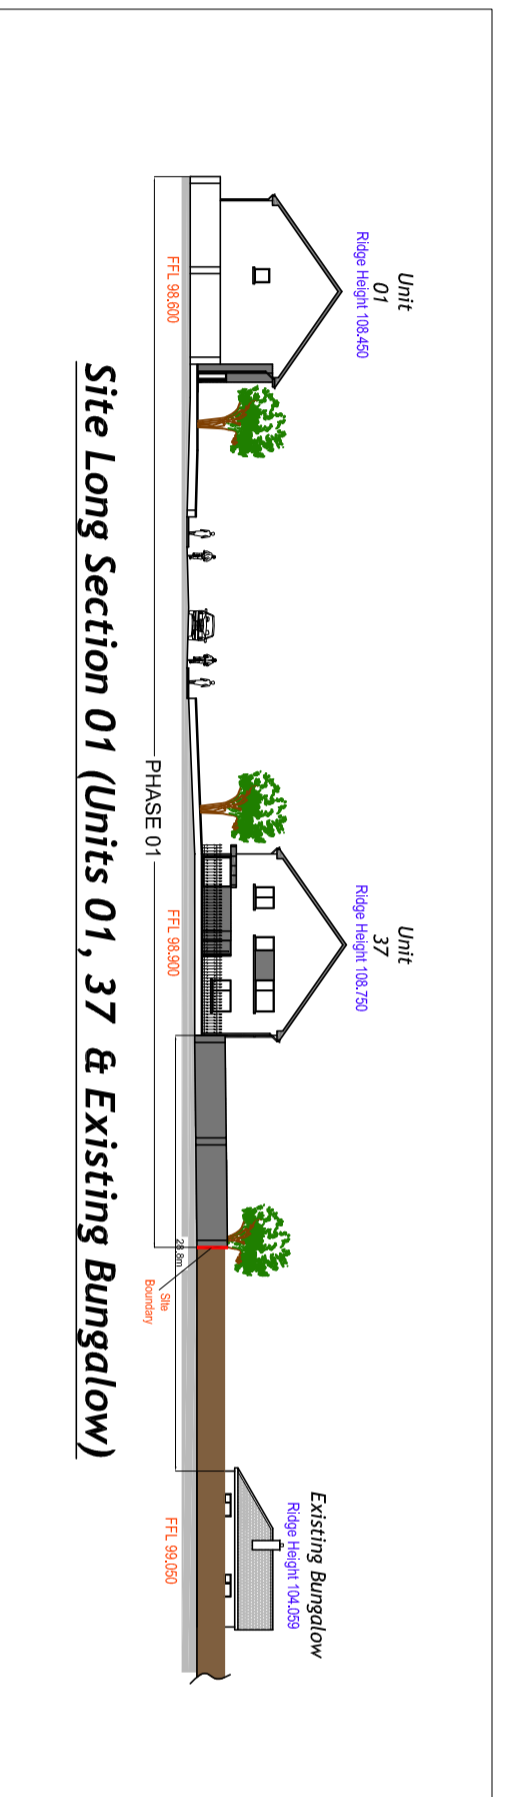 Unit
01
Ridge Height 108.450
Unit
37
Ridge Height 108.750
Existing Bungalow
Ridge Height 104.059
FFL 98.600
FFL 98.900
FFL 99.050
28.8m
Site
Boundary
PHASE 01
Site Long Section 01 (Units 01, 37 & Existing Bungalow)